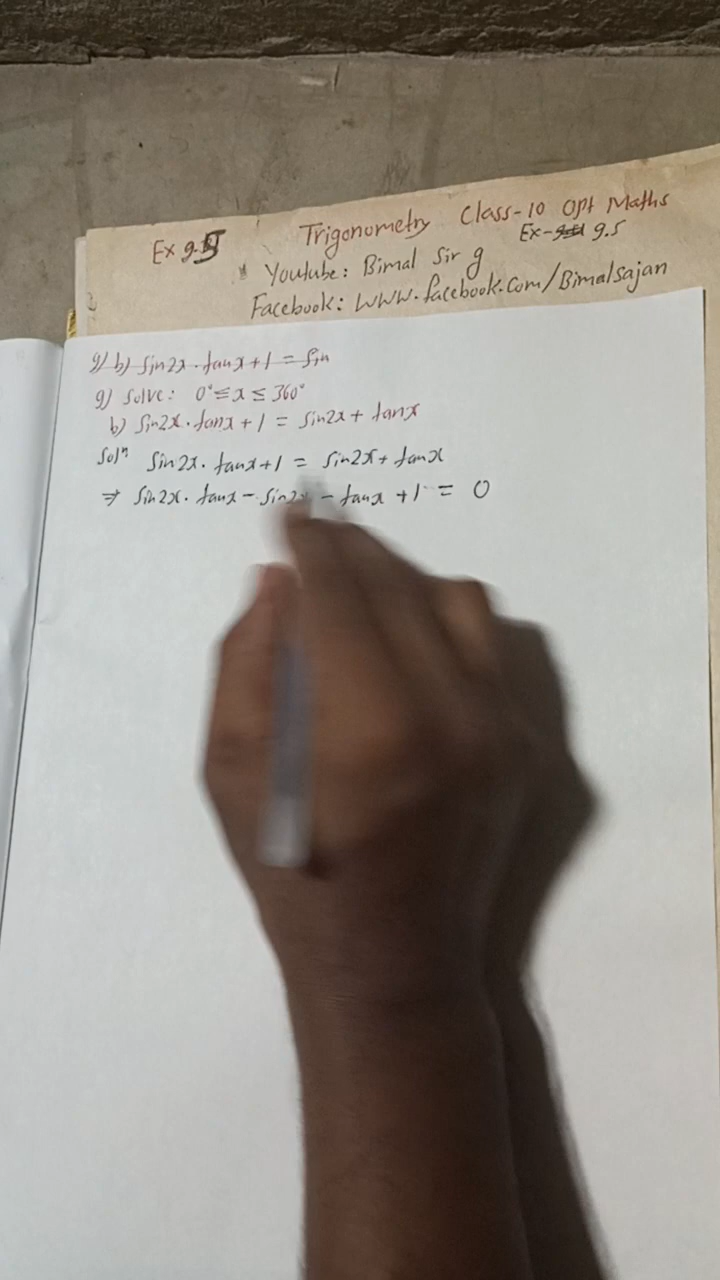 Ex 9.5
Trigonometry Class-10 Opt Maths
Ex- 9.5
Youtube: Bimal Sir g
Facebook: www.facebook.com/Bimalsajan
g) b) Sin2x . tanx + 1 = Sin
g) Solve: 0° ≤ x ≤ 360°
b) Sin2x . tanx + 1 = Sin2x + tanx
Solⁿ Sin2x . tanx + 1 = Sin2x + tanx
⇒ Sin2x . tanx - Sin2x - tanx + 1 = 0